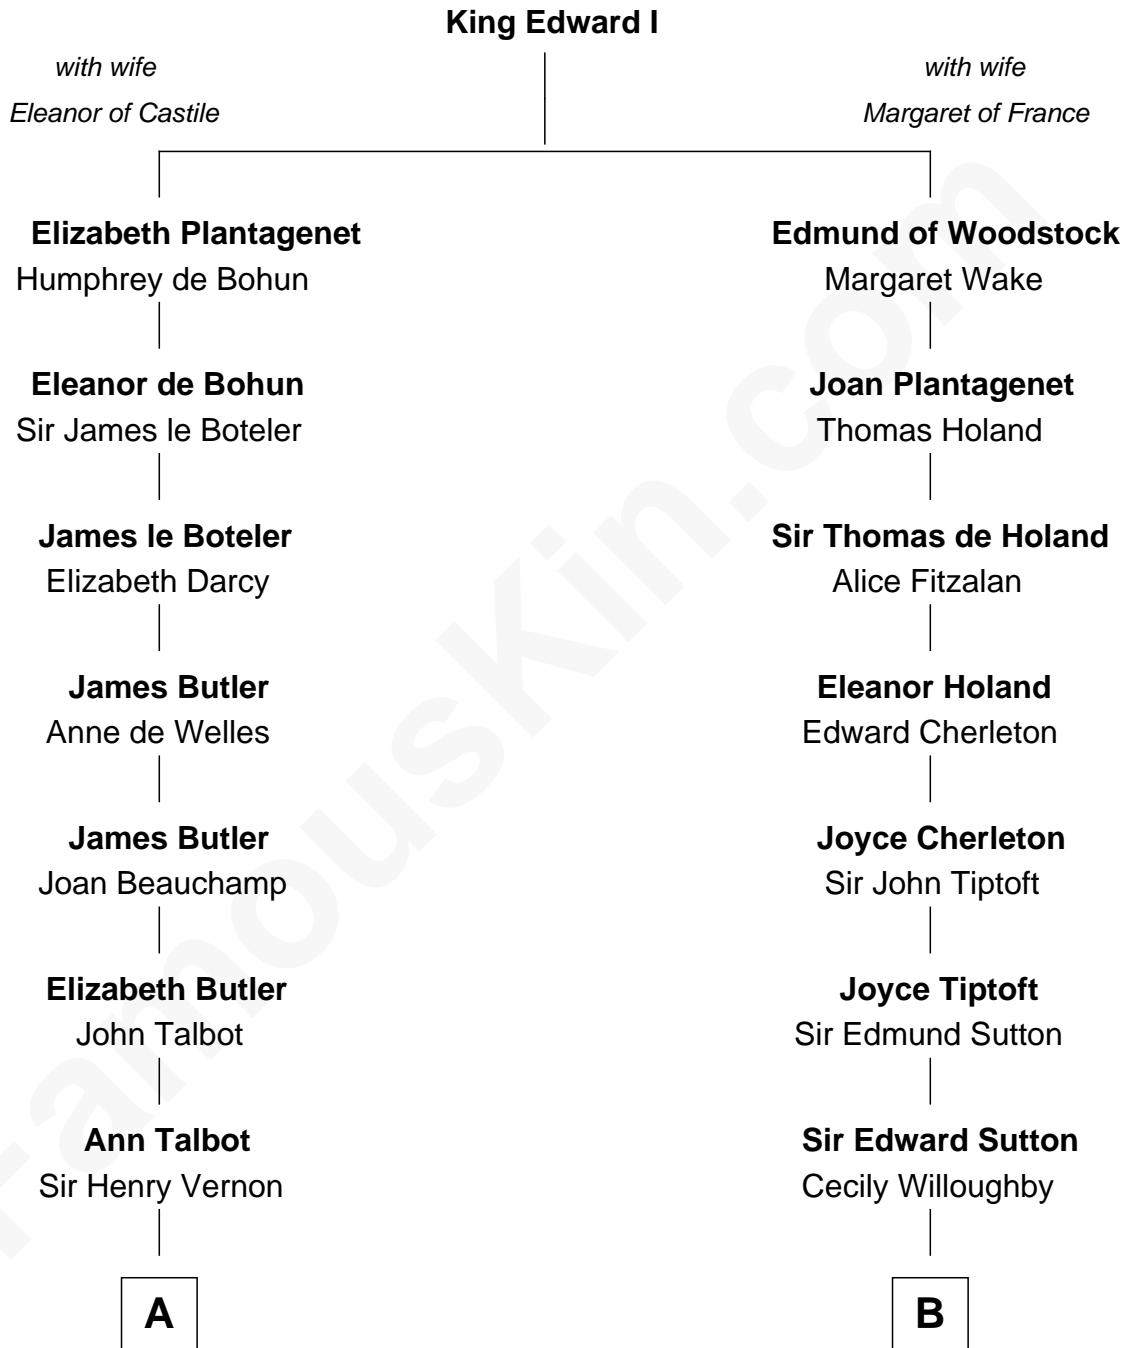 King Edward I
with wife
Eleanor of Castile
with wife
Margaret of France
Elizabeth Plantagenet
Humphrey de Bohun
Edmund of Woodstock
Margaret Wake
Eleanor de Bohun
Sir James le Boteler
Joan Plantagenet
Thomas Holand
James le Boteler
Elizabeth Darcy
Sir Thomas de Holand
Alice Fitzalan
James Butler
Anne de Welles
Eleanor Holand
Edward Cherleton
James Butler
Joan Beauchamp
Joyce Cherleton
Sir John Tiptoft
Elizabeth Butler
John Talbot
Joyce Tiptoft
Sir Edmund Sutton
Ann Talbot
Sir Henry Vernon
Sir Edward Sutton
Cecily Willoughby
A
B
FamousKin.com